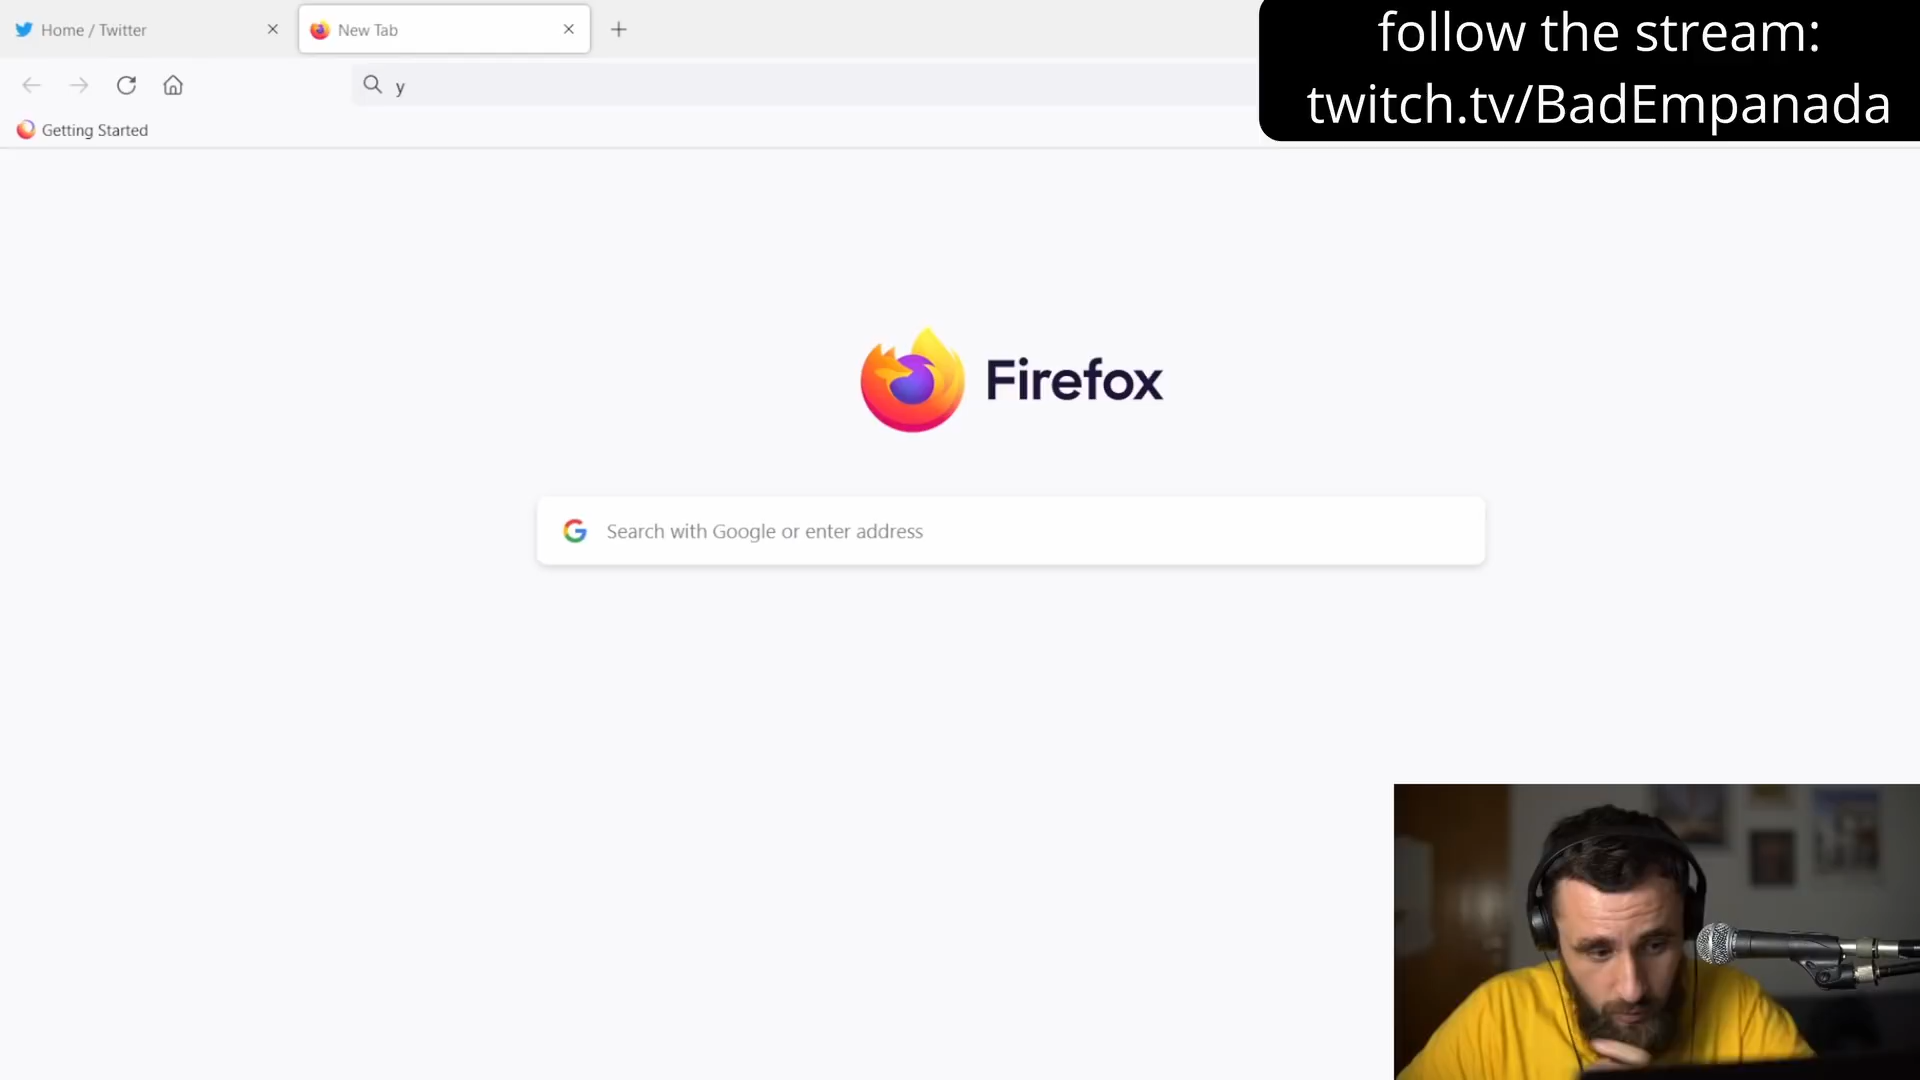 Home / Twitter
New Tab
follow the stream:
twitch.tv/BadEmpanada
y
Getting Started
Firefox
Search with Google or enter address